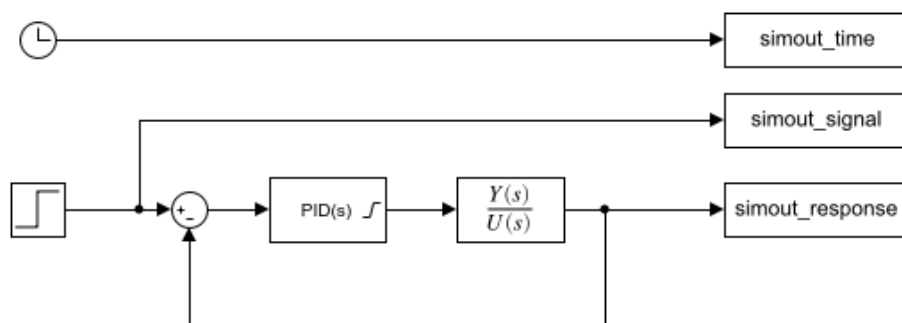 simout_time
simout_signal
+
-
PID(s)
Y(s)
U(s)
simout_response